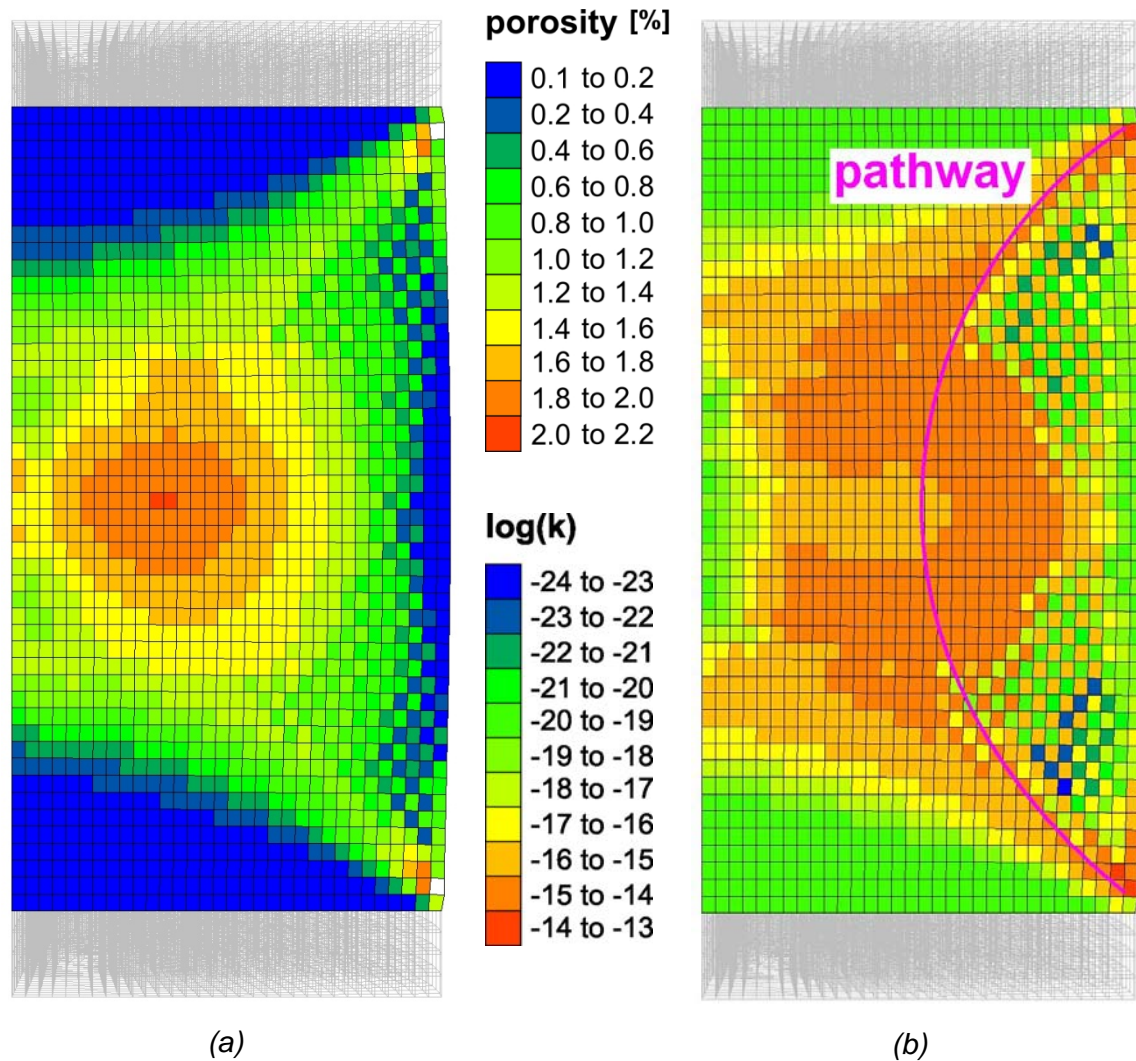 porosity [%]
0.1 to 0.2
0.2 to 0.4
0.4 to 0.6
0.6 to 0.8
0.8 to 1.0
1.0 to 1.2
1.2 to 1.4
1.4 to 1.6
1.6 to 1.8
1.8 to 2.0
2.0 to 2.2
log(k)
-24 to -23
-23 to -22
-22 to -21
-21 to -20
-20 to -19
-19 to -18
-18 to -17
-17 to -16
-16 to -15
-15 to -14
-14 to -13
pathway
(a)
(b)